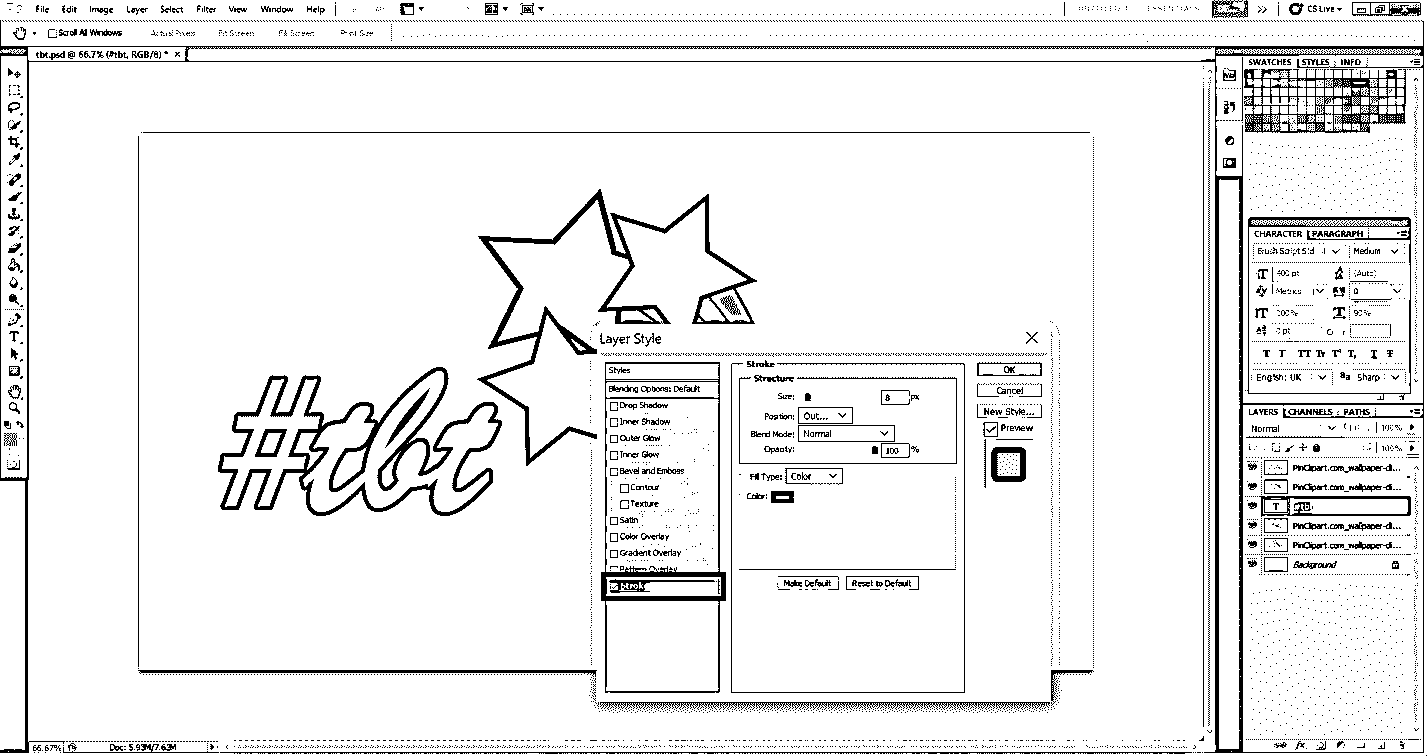 File Edit Image Layer Select Filter View Window Help
CS Live
Scroll All Windows Actual Pixels Fit Screen Fill Screen Print Size
tbt.psd @ 66.7% (#tbt, RGB/8) * ×
SWATCHES STYLES INFO
CHARACTER PARAGRAPH
Brush Script Std Medium
400 pt (Auto)
Metrics 0
100% 90%
0 pt
English: UK Sharp
#tbt
Layer Style
Styles
Blending Options: Default
Drop Shadow
Inner Shadow
Outer Glow
Inner Glow
Bevel and Emboss
Contour
Texture
Satin
Color Overlay
Gradient Overlay
Pattern Overlay
Stroke
Stroke
Structure
Size: 8 px
Position: Out...
Blend Mode: Normal
Opacity: 100 %
Fill Type: Color
Color:
Make Default Reset to Default
OK
Cancel
New Style...
Preview
LAYERS CHANNELS PATHS
Normal 100%
100%
PinClipart.com_wallpaper-di...
PinClipart.com_wallpaper-di...
PinClipart.com_wallpaper-di...
PinClipart.com_wallpaper-di...
Background
66.67% Doc: 5.93M/7.63M